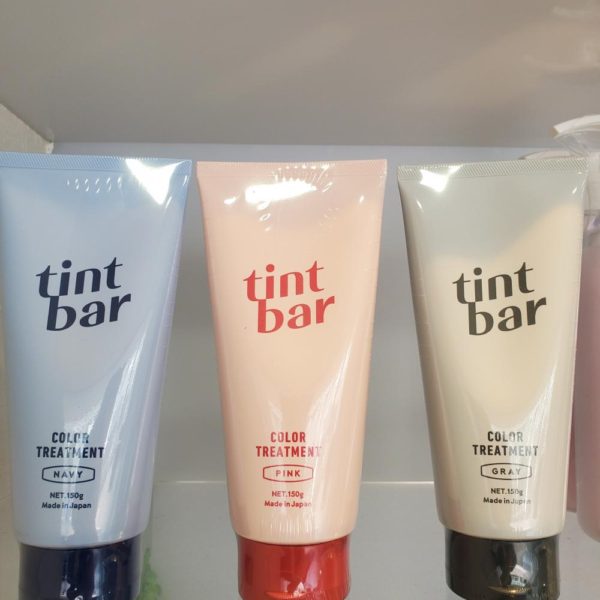 tint
bar
COLOR
TREATMENT
NAVY
NET.150g
Made in Japan
tint
bar
COLOR
TREATMENT
PINK
NET.150g
Made in Japan
tint
bar
COLOR
TREATMENT
GRAY
NET.150g
Made in Japan